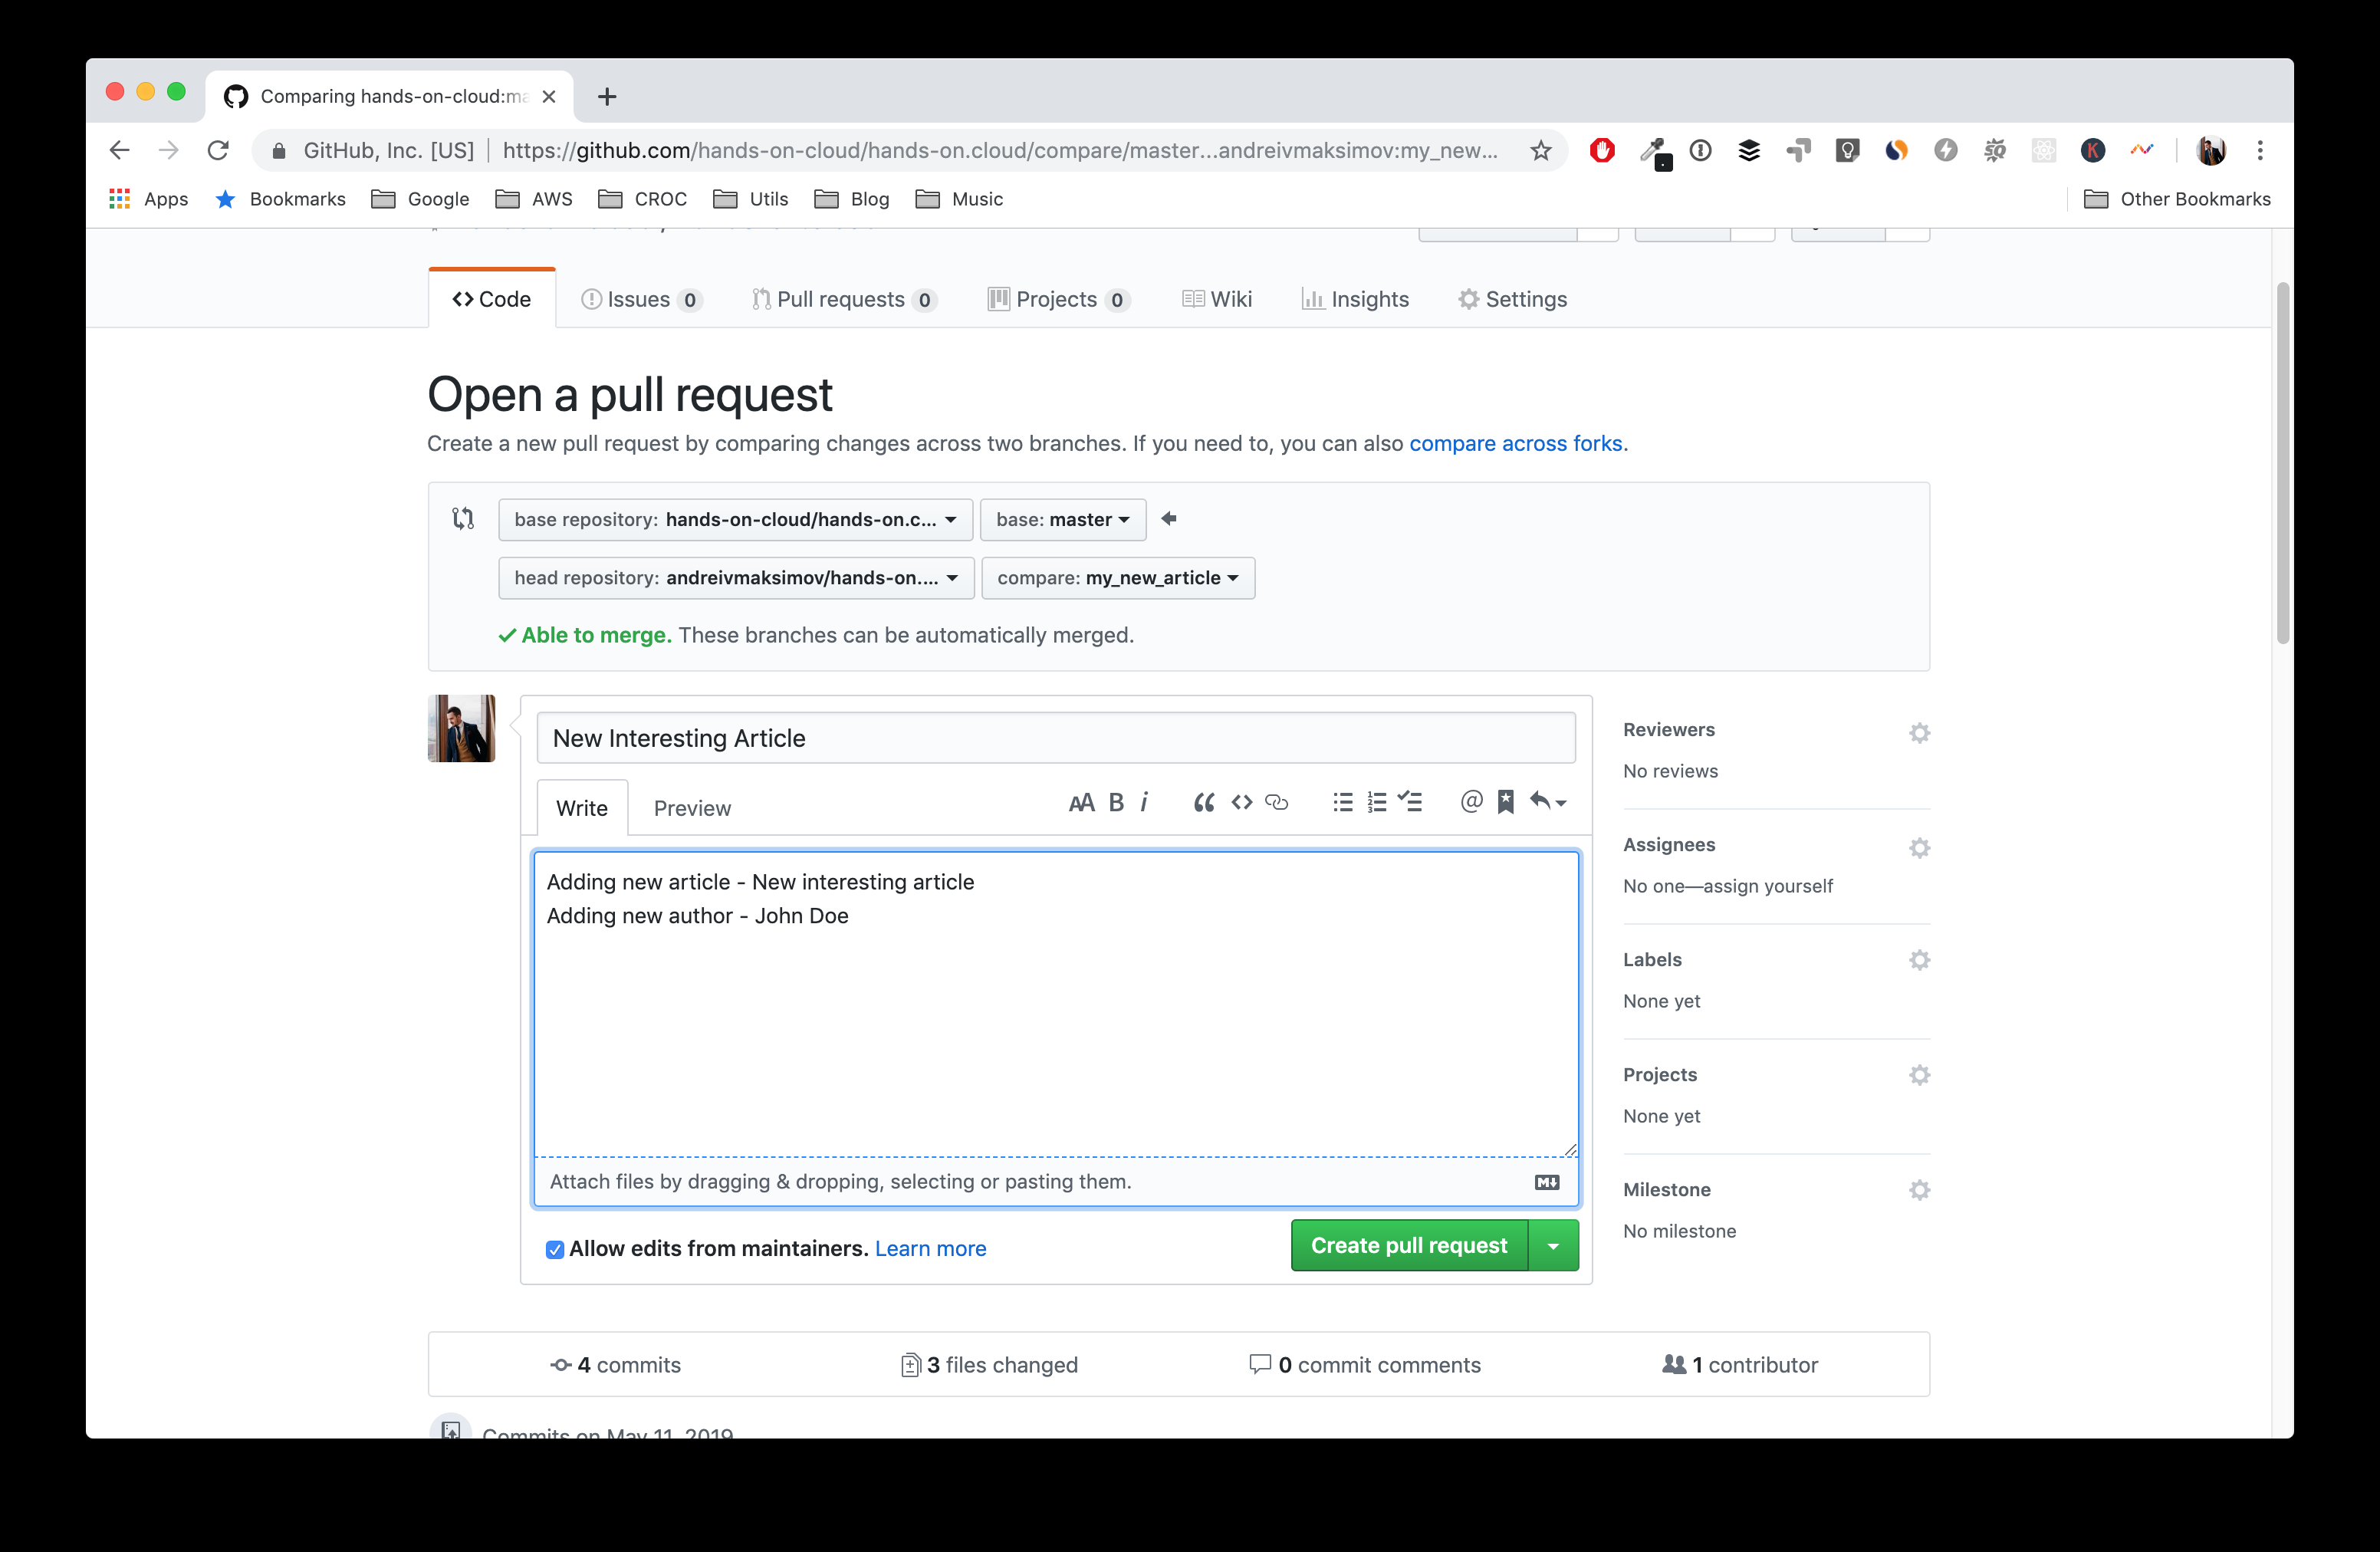 Comparing hands-on-cloud:ma
GitHub, Inc. [US] https://github.com/hands-on-cloud/hands-on.cloud/compare/master...andreivmaksimov:my_new...
Apps Bookmarks Google AWS CROC Utils Blog Music Other Bookmarks
Code Issues 0 Pull requests 0 Projects 0 Wiki Insights Settings
Open a pull request
Create a new pull request by comparing changes across two branches. If you need to, you can also compare across forks.
base repository: hands-on-cloud/hands-on.c... base: master
head repository: andreivmaksimov/hands-on.... compare: my_new_article
Able to merge. These branches can be automatically merged.
New Interesting Article
Write Preview
Adding new article - New interesting article
Adding new author - John Doe
Attach files by dragging & dropping, selecting or pasting them.
Allow edits from maintainers. Learn more
Create pull request
Reviewers
No reviews
Assignees
No one—assign yourself
Labels
None yet
Projects
None yet
Milestone
No milestone
4 commits 3 files changed 0 commit comments 1 contributor
Commits on May 11, 2019